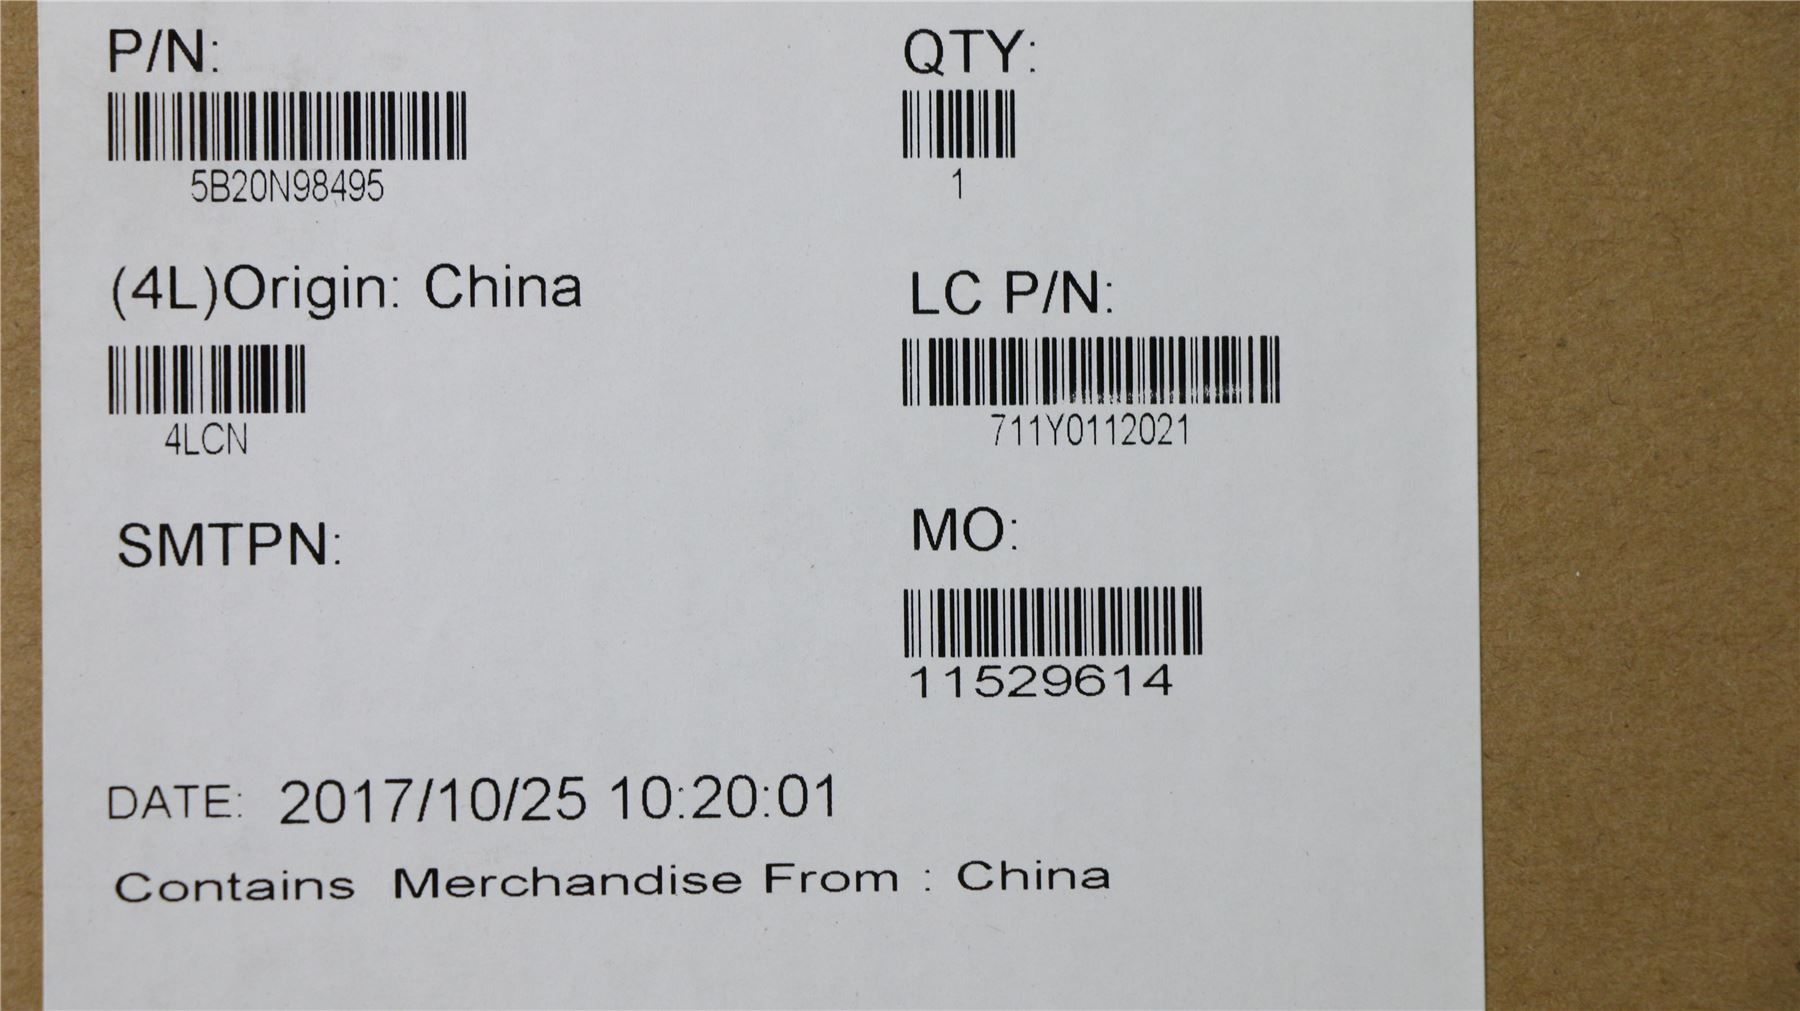 P/N:
QTY:
5B20N98495
1
(4L)Origin: China
LC P/N:
4LCN
711Y0112021
SMTPN:
MO:
11529614
DATE: 2017/10/25 10:20:01
Contains Merchandise From : China